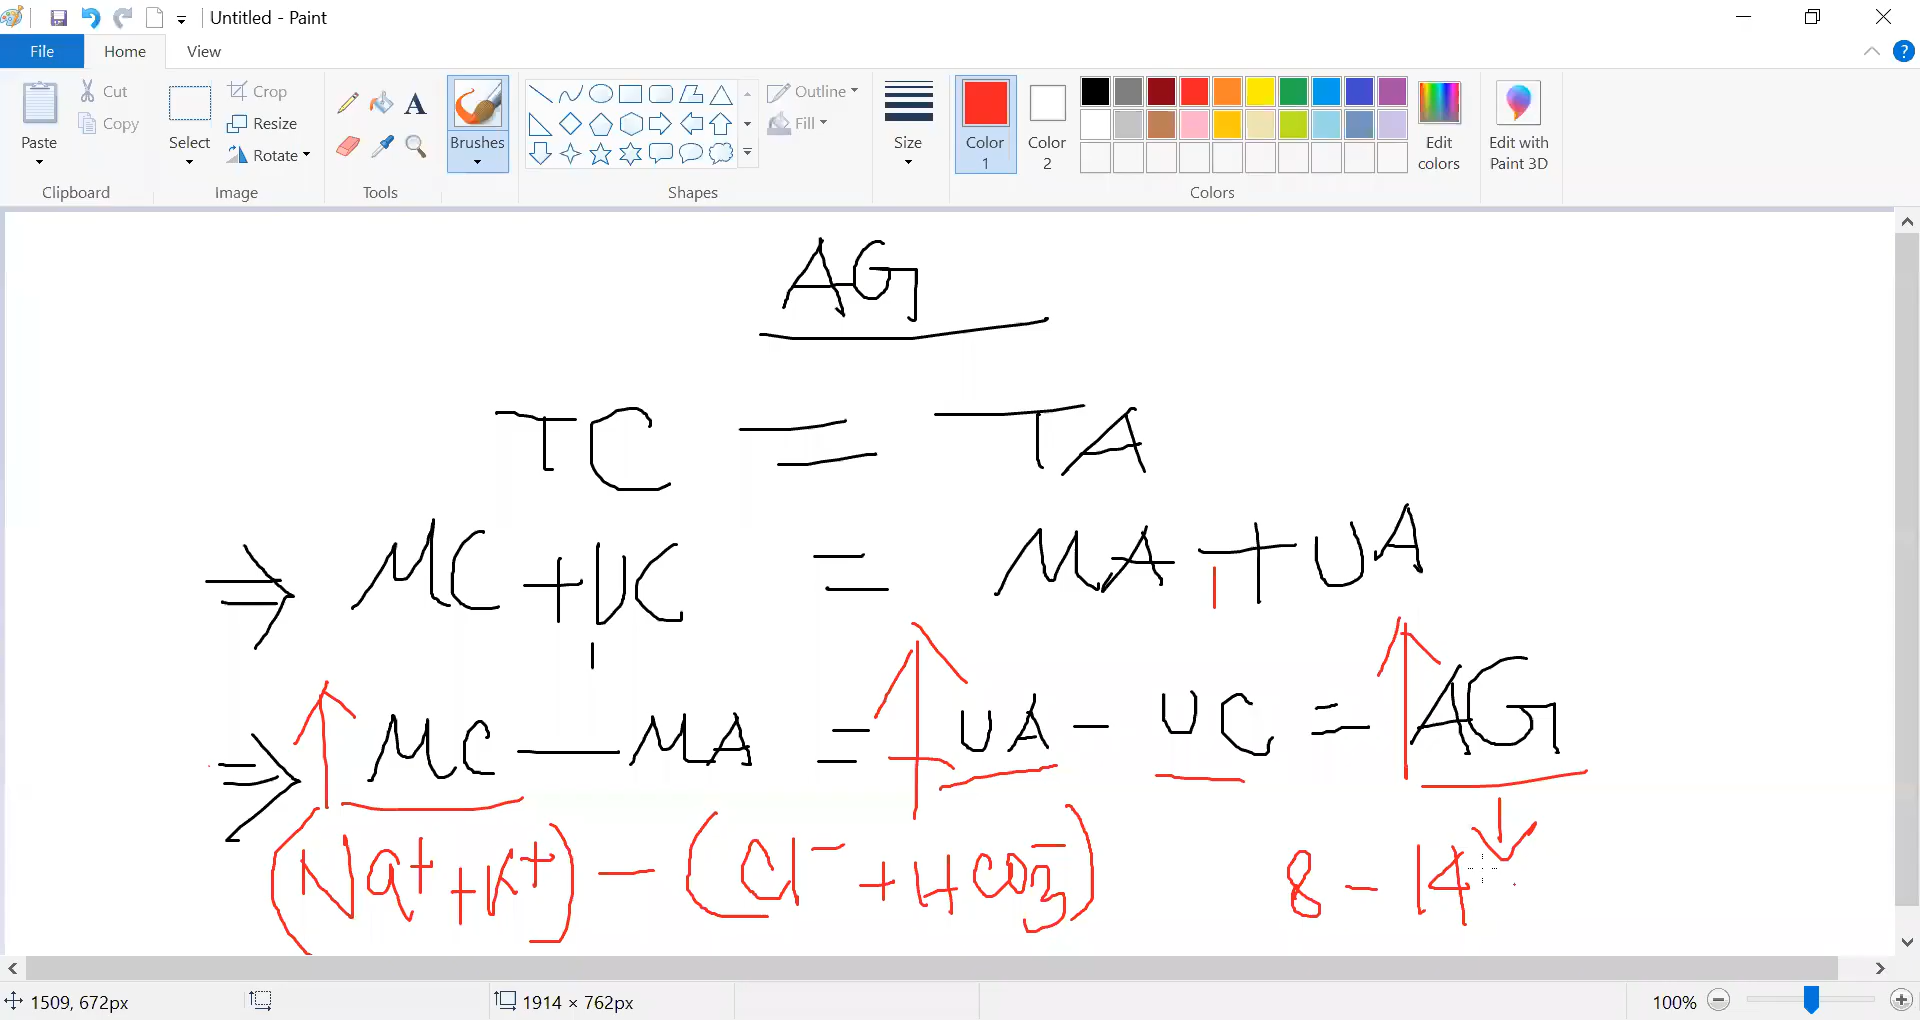 Untitled - Paint
File Home View
Paste Cut Copy Select Crop Resize Rotate Brushes Outline Fill Size Color 1 Color 2 Edit colors Edit with Paint 3D
Clipboard Image Tools Shapes Colors
AG
TC = TA
⇒ MC + UC = MA + UA
⇒ ↑ MC — MA = ↑ UA - UC = ↑ AG
(Na⁺ + K⁺) - (Cl⁻ + HCO₃⁻) 8 - 14
1509, 672px 1914 × 762px 100%